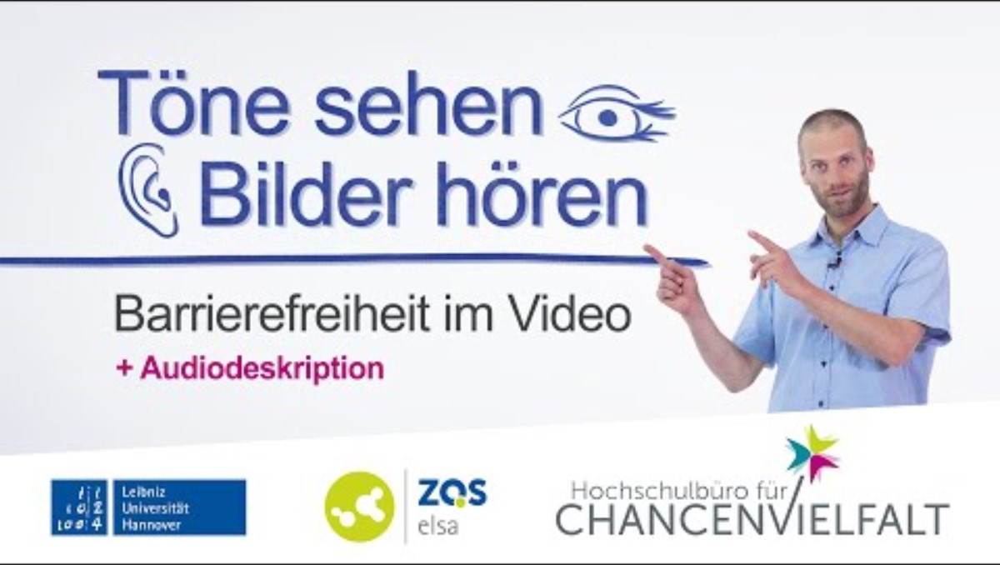 Töne sehen
Bilder hören
Barrierefreiheit im Video
+ Audiodeskription
Leibniz
Universität
Hannover
ZQS
elsa
Hochschulbüro für
CHANCENVIELFALT